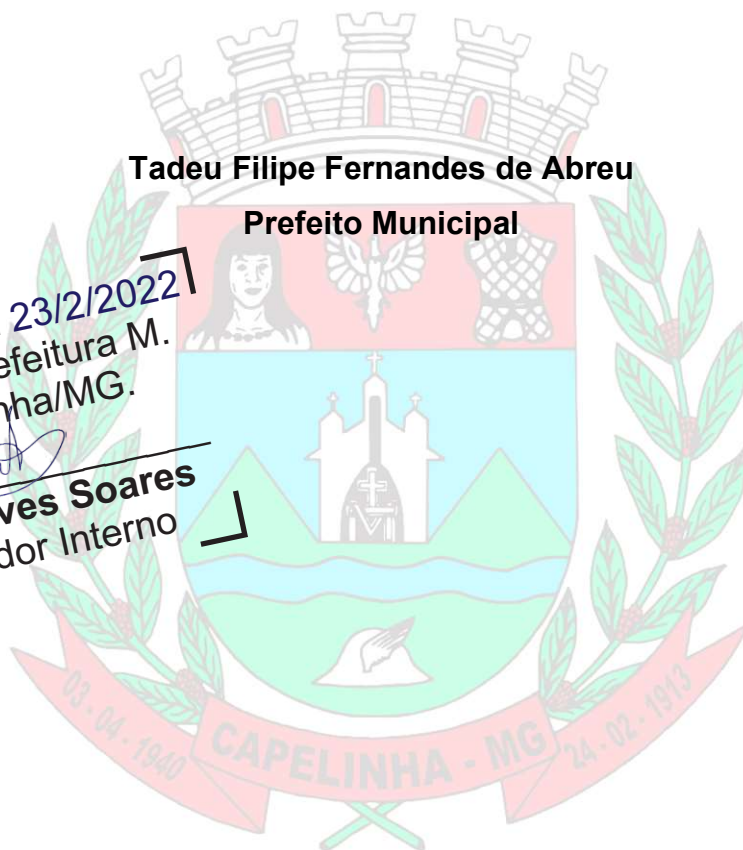 Tadeu Filipe Fernandes de Abreu
Prefeito Municipal
23/2/2022
efeitura M.
nha/MG.
ves Soares
dor Interno
03 - 04 - 1940
CAPELINHA - MG
24 - 02 - 1913